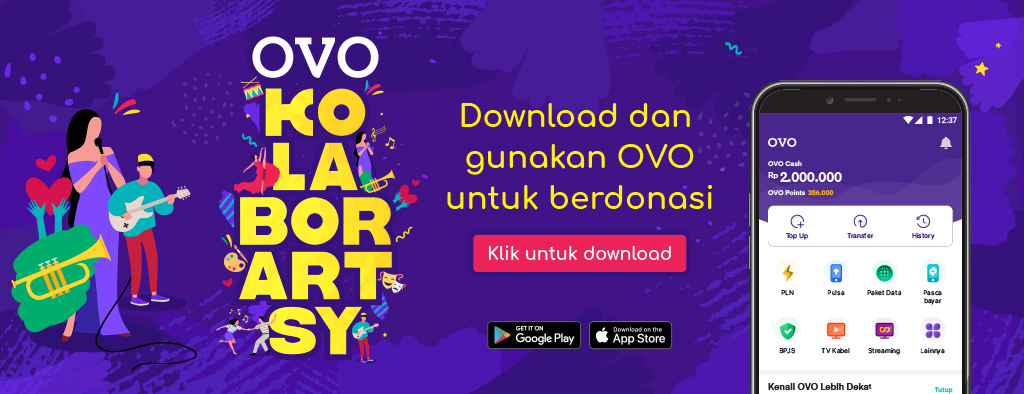 OVO
KO
LA
BOR
ART
SY
Download dan
gunakan OVO
untuk berdonasi
Klik untuk download
GET IT ON
Google Play
Download on the
App Store
12:37
OVO
OVO Cash
Rp 2.000.000
OVO Points 356.000
Top Up
Transfer
History
PLN
Pulsa
Paket Data
Pasca
bayar
BPJS
TV Kabel
Streaming
Lainnya
Kenali OVO Lebih Dekat
Tutup